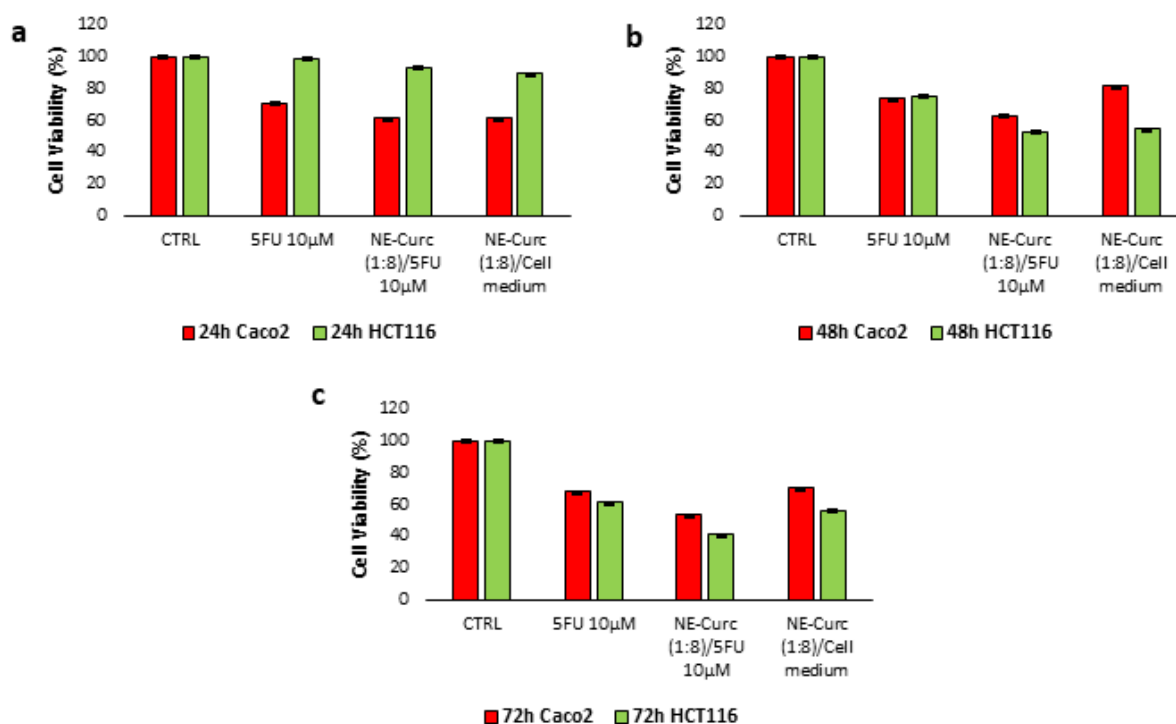 a
120
100
80
60
40
20
0
Cell Viability (%)
CTRL
5FU 10µM
NE-Curc
(1:8)/5FU
10µM
NE-Curc
(1:8)/Cell
medium
24h Caco2
24h HCT116
b
120
100
80
60
40
20
0
Cell Viability (%)
CTRL
5FU 10µM
NE-Curc
(1:8)/5FU
10µM
NE-Curc
(1:8)/Cell
medium
48h Caco2
48h HCT116
c
120
100
80
60
40
20
0
Cell Viability (%)
CTRL
5FU 10µM
NE-Curc
(1:8)/5FU
10µM
NE-Curc
(1:8)/Cell
medium
72h Caco2
72h HCT116